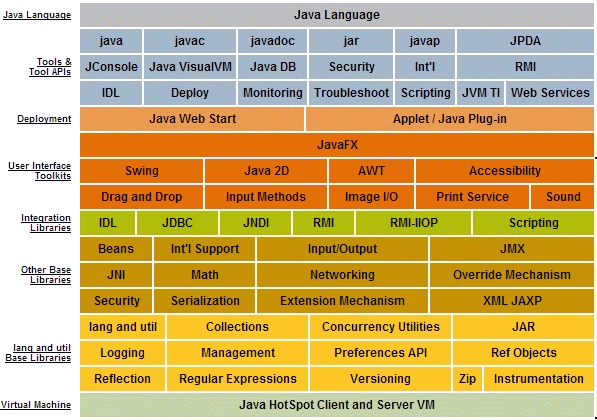 Java Language Java Language
java javac javadoc jar javap JPDA
Tools & Tool APIs JConsole Java VisualVM Java DB Security Int'l RMI
IDL Deploy Monitoring Troubleshoot Scripting JVM TI Web Services
Deployment Java Web Start Applet / Java Plug-in
JavaFX
User Interface Toolkits Swing Java 2D AWT Accessibility
Drag and Drop Input Methods Image I/O Print Service Sound
Integration Libraries IDL JDBC JNDI RMI RMI-IIOP Scripting
Beans Int'l Support Input/Output JMX
Other Base Libraries JNI Math Networking Override Mechanism
Security Serialization Extension Mechanism XML JAXP
lang and util Collections Concurrency Utilities JAR
lang and util Base Libraries Logging Management Preferences API Ref Objects
Reflection Regular Expressions Versioning Zip Instrumentation
Virtual Machine Java HotSpot Client and Server VM